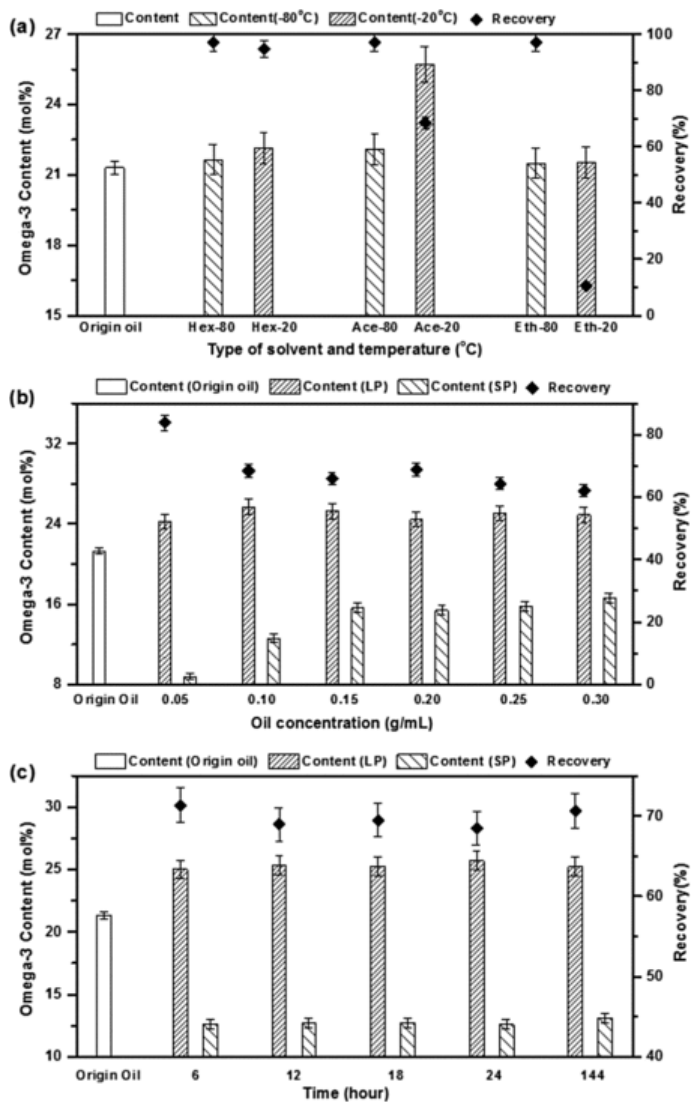 (a) Content Content(-80°C) Content(-20°C) Recovery
27
24
21
18
15
Omega-3 Content (mol%)
100
80
60
40
20
0
Recovery(%)
Origin oil Hex-80 Hex-20 Ace-80 Ace-20 Eth-80 Eth-20
Type of solvent and temperature (°C)
(b) Content (Origin oil) Content (LP) Content (SP) Recovery
32
24
16
8
Omega-3 Content (mol%)
80
60
40
20
0
Recovery(%)
Origin Oil 0.05 0.10 0.15 0.20 0.25 0.30
Oil concentration (g/mL)
(c) Content (Origin oil) Content (LP) Content (SP) Recovery
30
25
20
15
10
Omega-3 Content (mol%)
70
60
50
40
Recovery(%)
Origin Oil 6 12 18 24 144
Time (hour)